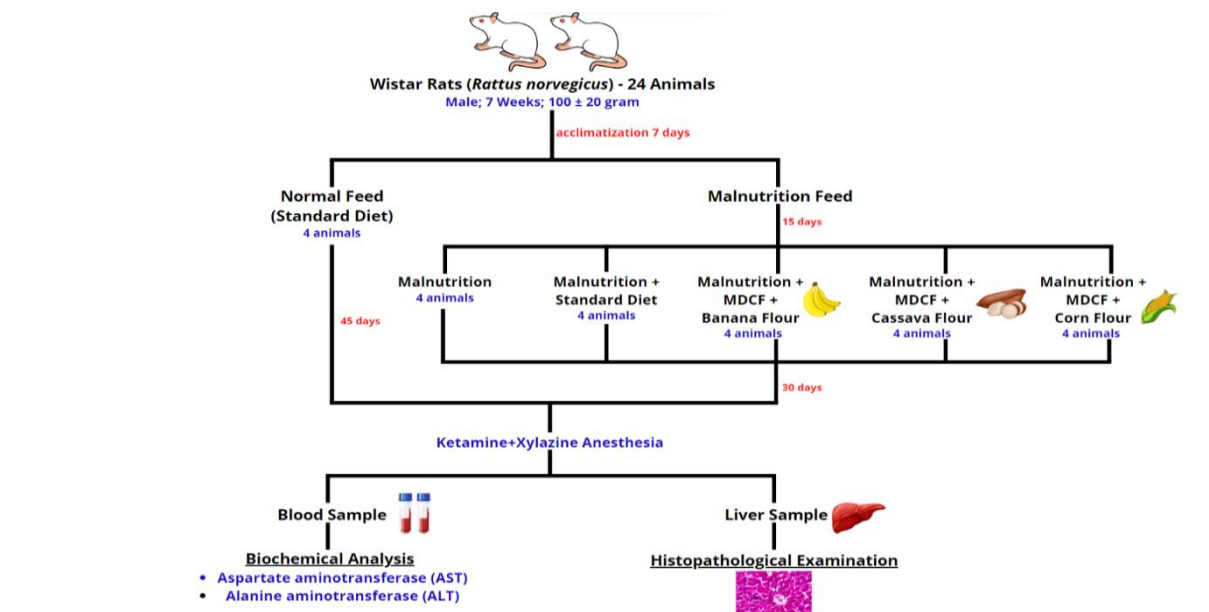 Wistar Rats (Rattus norvegicus) - 24 Animals
Male; 7 Weeks; 100 ± 20 gram
acclimatization 7 days
Normal Feed
(Standard Diet)
4 animals
Malnutrition Feed
15 days
Malnutrition
4 animals
Malnutrition +
Standard Diet
4 animals
Malnutrition +
MDCF +
Banana Flour
4 animals
Malnutrition +
MDCF +
Cassava Flour
4 animals
Malnutrition +
MDCF +
Corn Flour
4 animals
45 days
30 days
Ketamine+Xylazine Anesthesia
Blood Sample
Liver Sample
Biochemical Analysis
• Aspartate aminotransferase (AST)
• Alanine aminotransferase (ALT)
Histopathological Examination